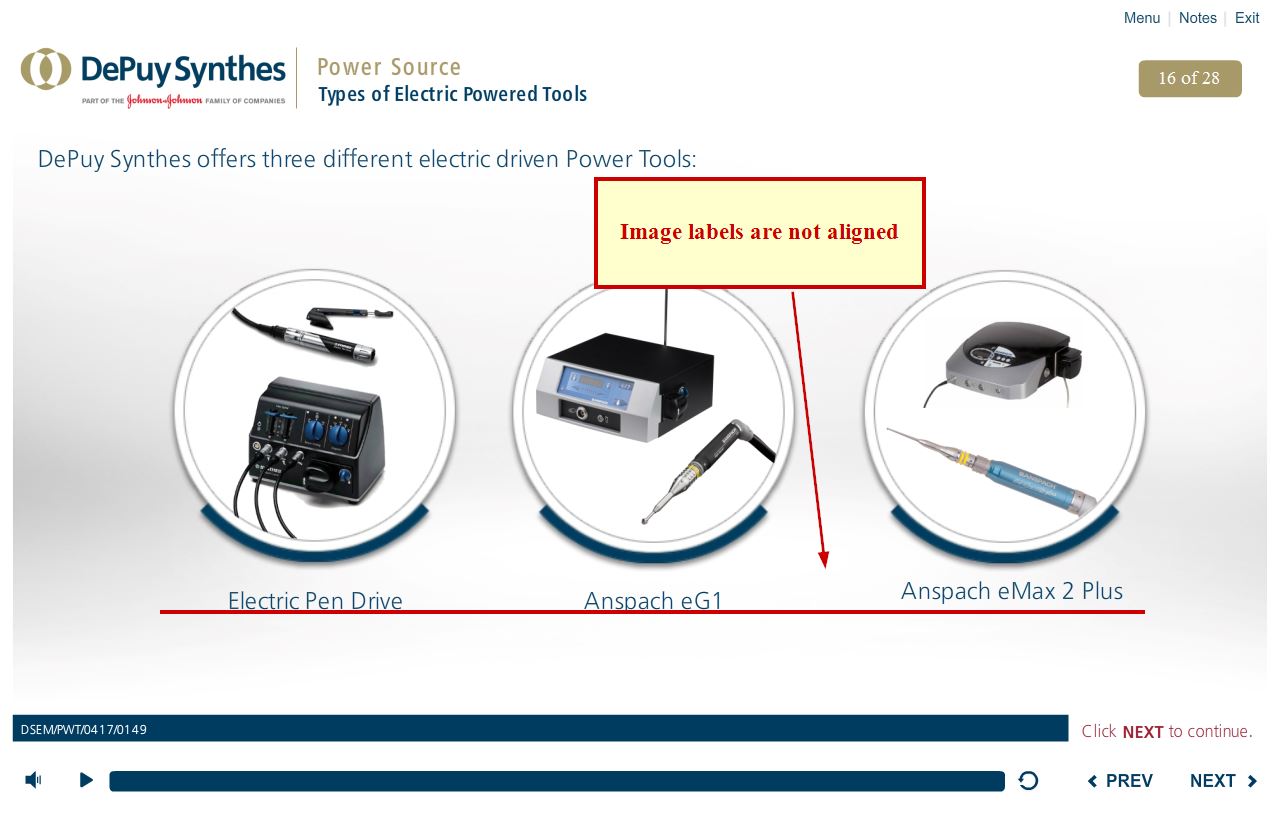 Menu | Notes | Exit
DePuy Synthes
PART OF THE Johnson & Johnson FAMILY OF COMPANIES
Power Source
Types of Electric Powered Tools
16 of 28
DePuy Synthes offers three different electric driven Power Tools:
Image labels are not aligned
ANSPACH
Electric Pen Drive
Anspach eG1
Anspach eMax 2 Plus
DSEM/PWT/0417/0149
Click NEXT to continue.
PREV
NEXT